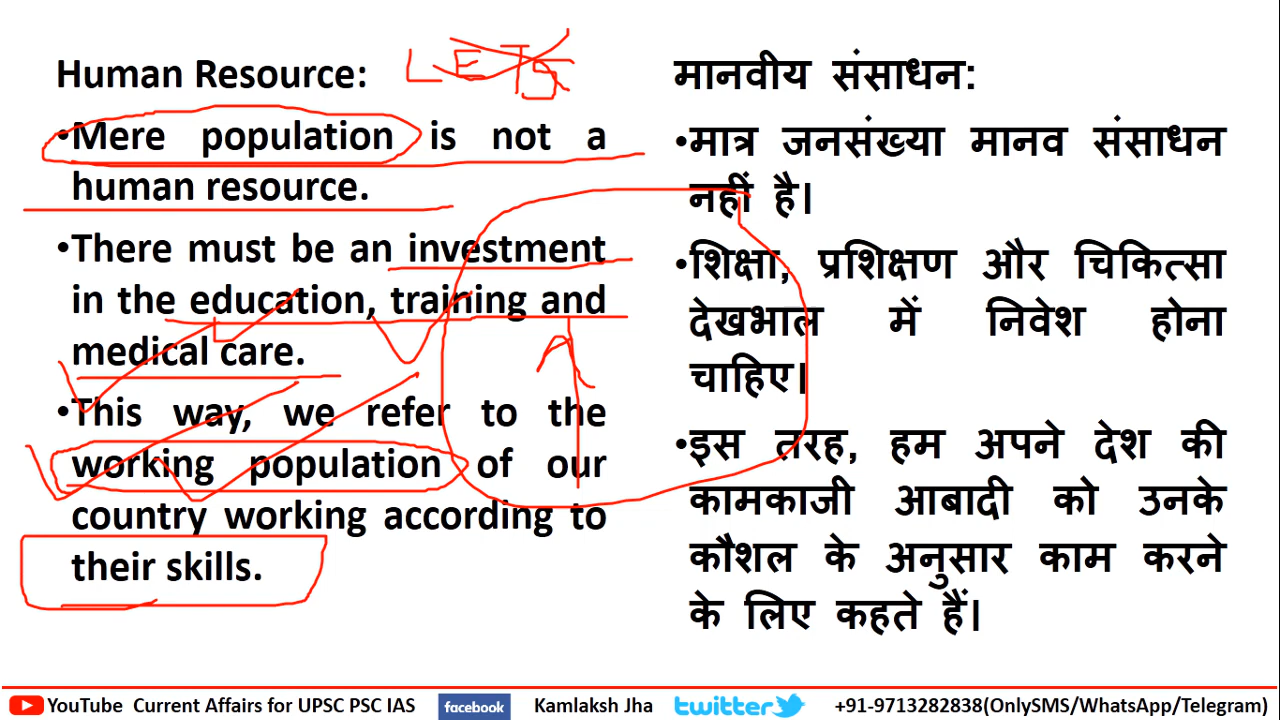 Human Resource:
•Mere population is not a
human resource.
•There must be an investment
in the education, training and
medical care.
•This way, we refer to the
working population of our
country working according to
their skills.
मानवीय संसाधन:
•मात्र जनसंख्या मानव संसाधन
नहीं है।
•शिक्षा, प्रशिक्षण और चिकित्सा
देखभाल में निवेश होना
चाहिए।
•इस तरह, हम अपने देश की
कामकाजी आबादी को उनके
कौशल के अनुसार काम करने
के लिए कहते हैं।
YouTube Current Affairs for UPSC PSC IAS facebook Kamlaksh Jha twitter +91-9713282838(OnlySMS/WhatsApp/Telegram)